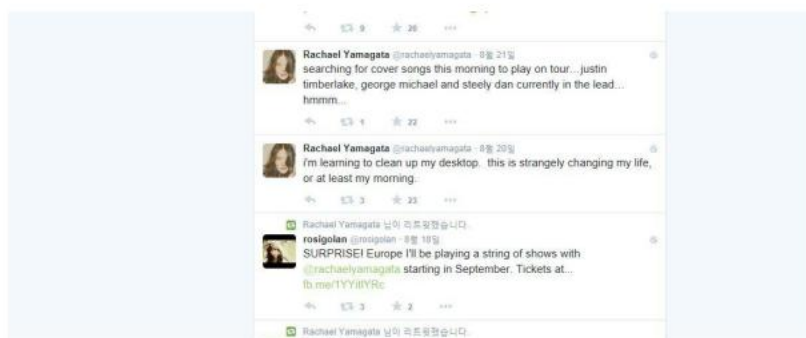 9 26
Rachael Yamagata @rachaelyamagata · 8월 21일
searching for cover songs this morning to play on tour...justin
timberlake, george michael and steely dan currently in the lead...
hmmm...
1 22
Rachael Yamagata @rachaelyamagata · 8월 20일
i'm learning to clean up my desktop. this is strangely changing my life,
or at least my morning.
3 23
Rachael Yamagata 님이 리트윗했습니다
rosigolan @rosigolan · 8월 18일
SURPRISE! Europe I'll be playing a string of shows with
@rachaelyamagata starting in September. Tickets at...
3 2
Rachael Yamagata 님이 리트윗했습니다